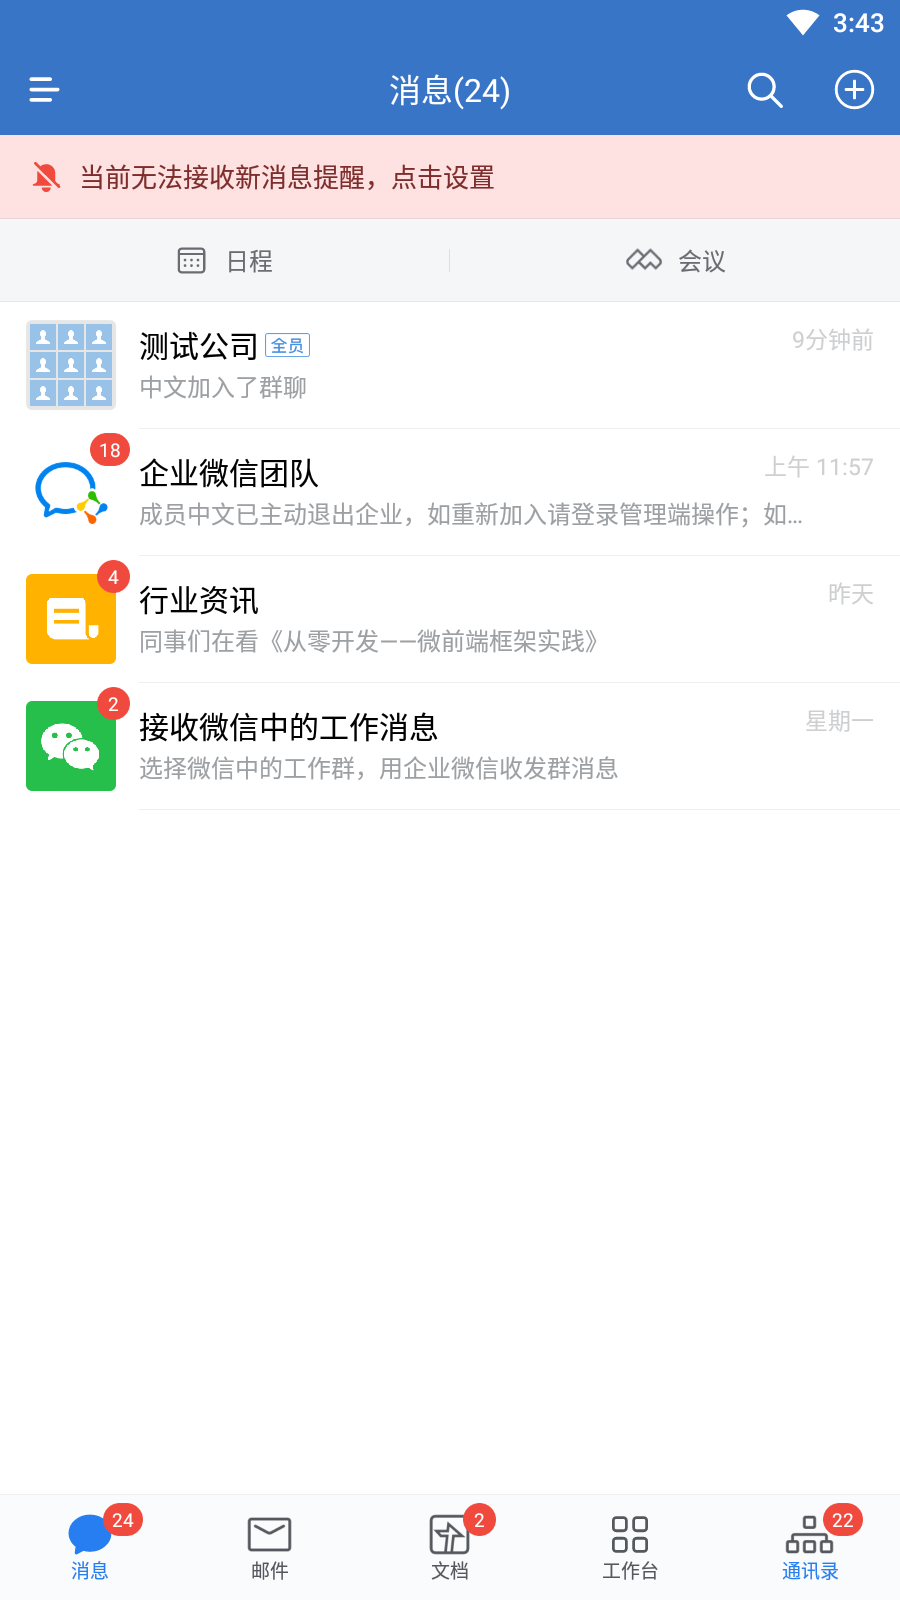 3:43
消息(24)
当前无法接收新消息提醒，点击设置
日程
会议
测试公司 全员
9分钟前
中文加入了群聊
18
企业微信团队
上午 11:57
成员中文已主动退出企业，如重新加入请登录管理端操作；如...
4
行业资讯
昨天
同事们在看《从零开发——微前端框架实践》
2
接收微信中的工作消息
星期一
选择微信中的工作群，用企业微信收发群消息
24
消息
邮件
2
文档
工作台
22
通讯录